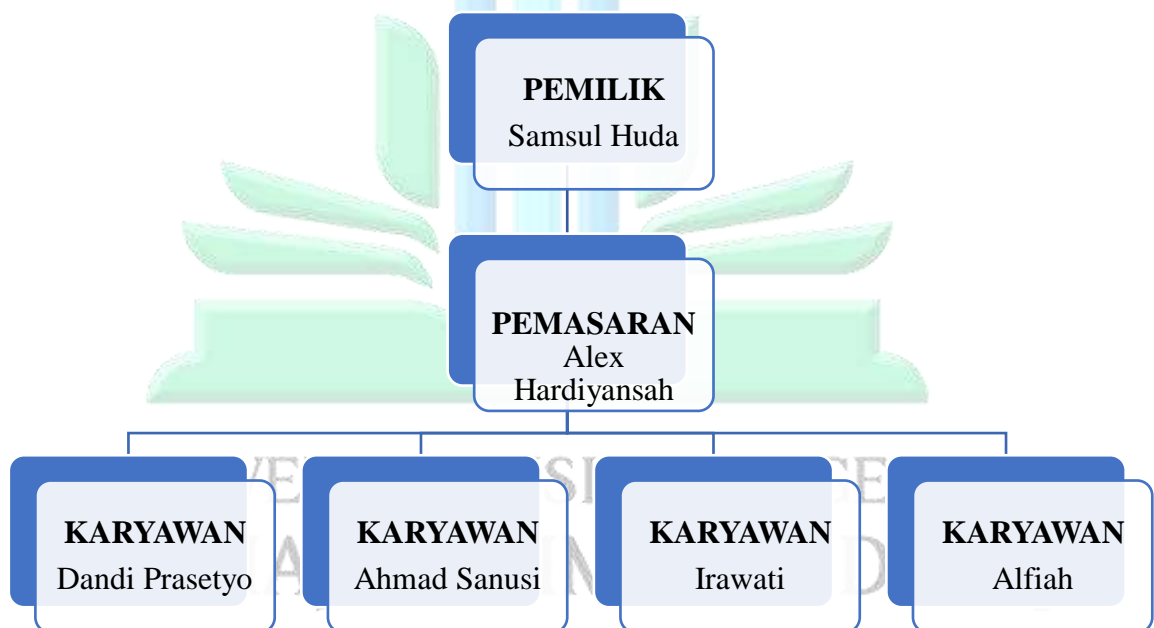 PEMILIK
Samsul Huda
PEMASARAN
Alex
Hardiyansah
KARYAWAN
Dandi Prasetyo
KARYAWAN
Ahmad Sanusi
KARYAWAN
Irawati
KARYAWAN
Alfiah